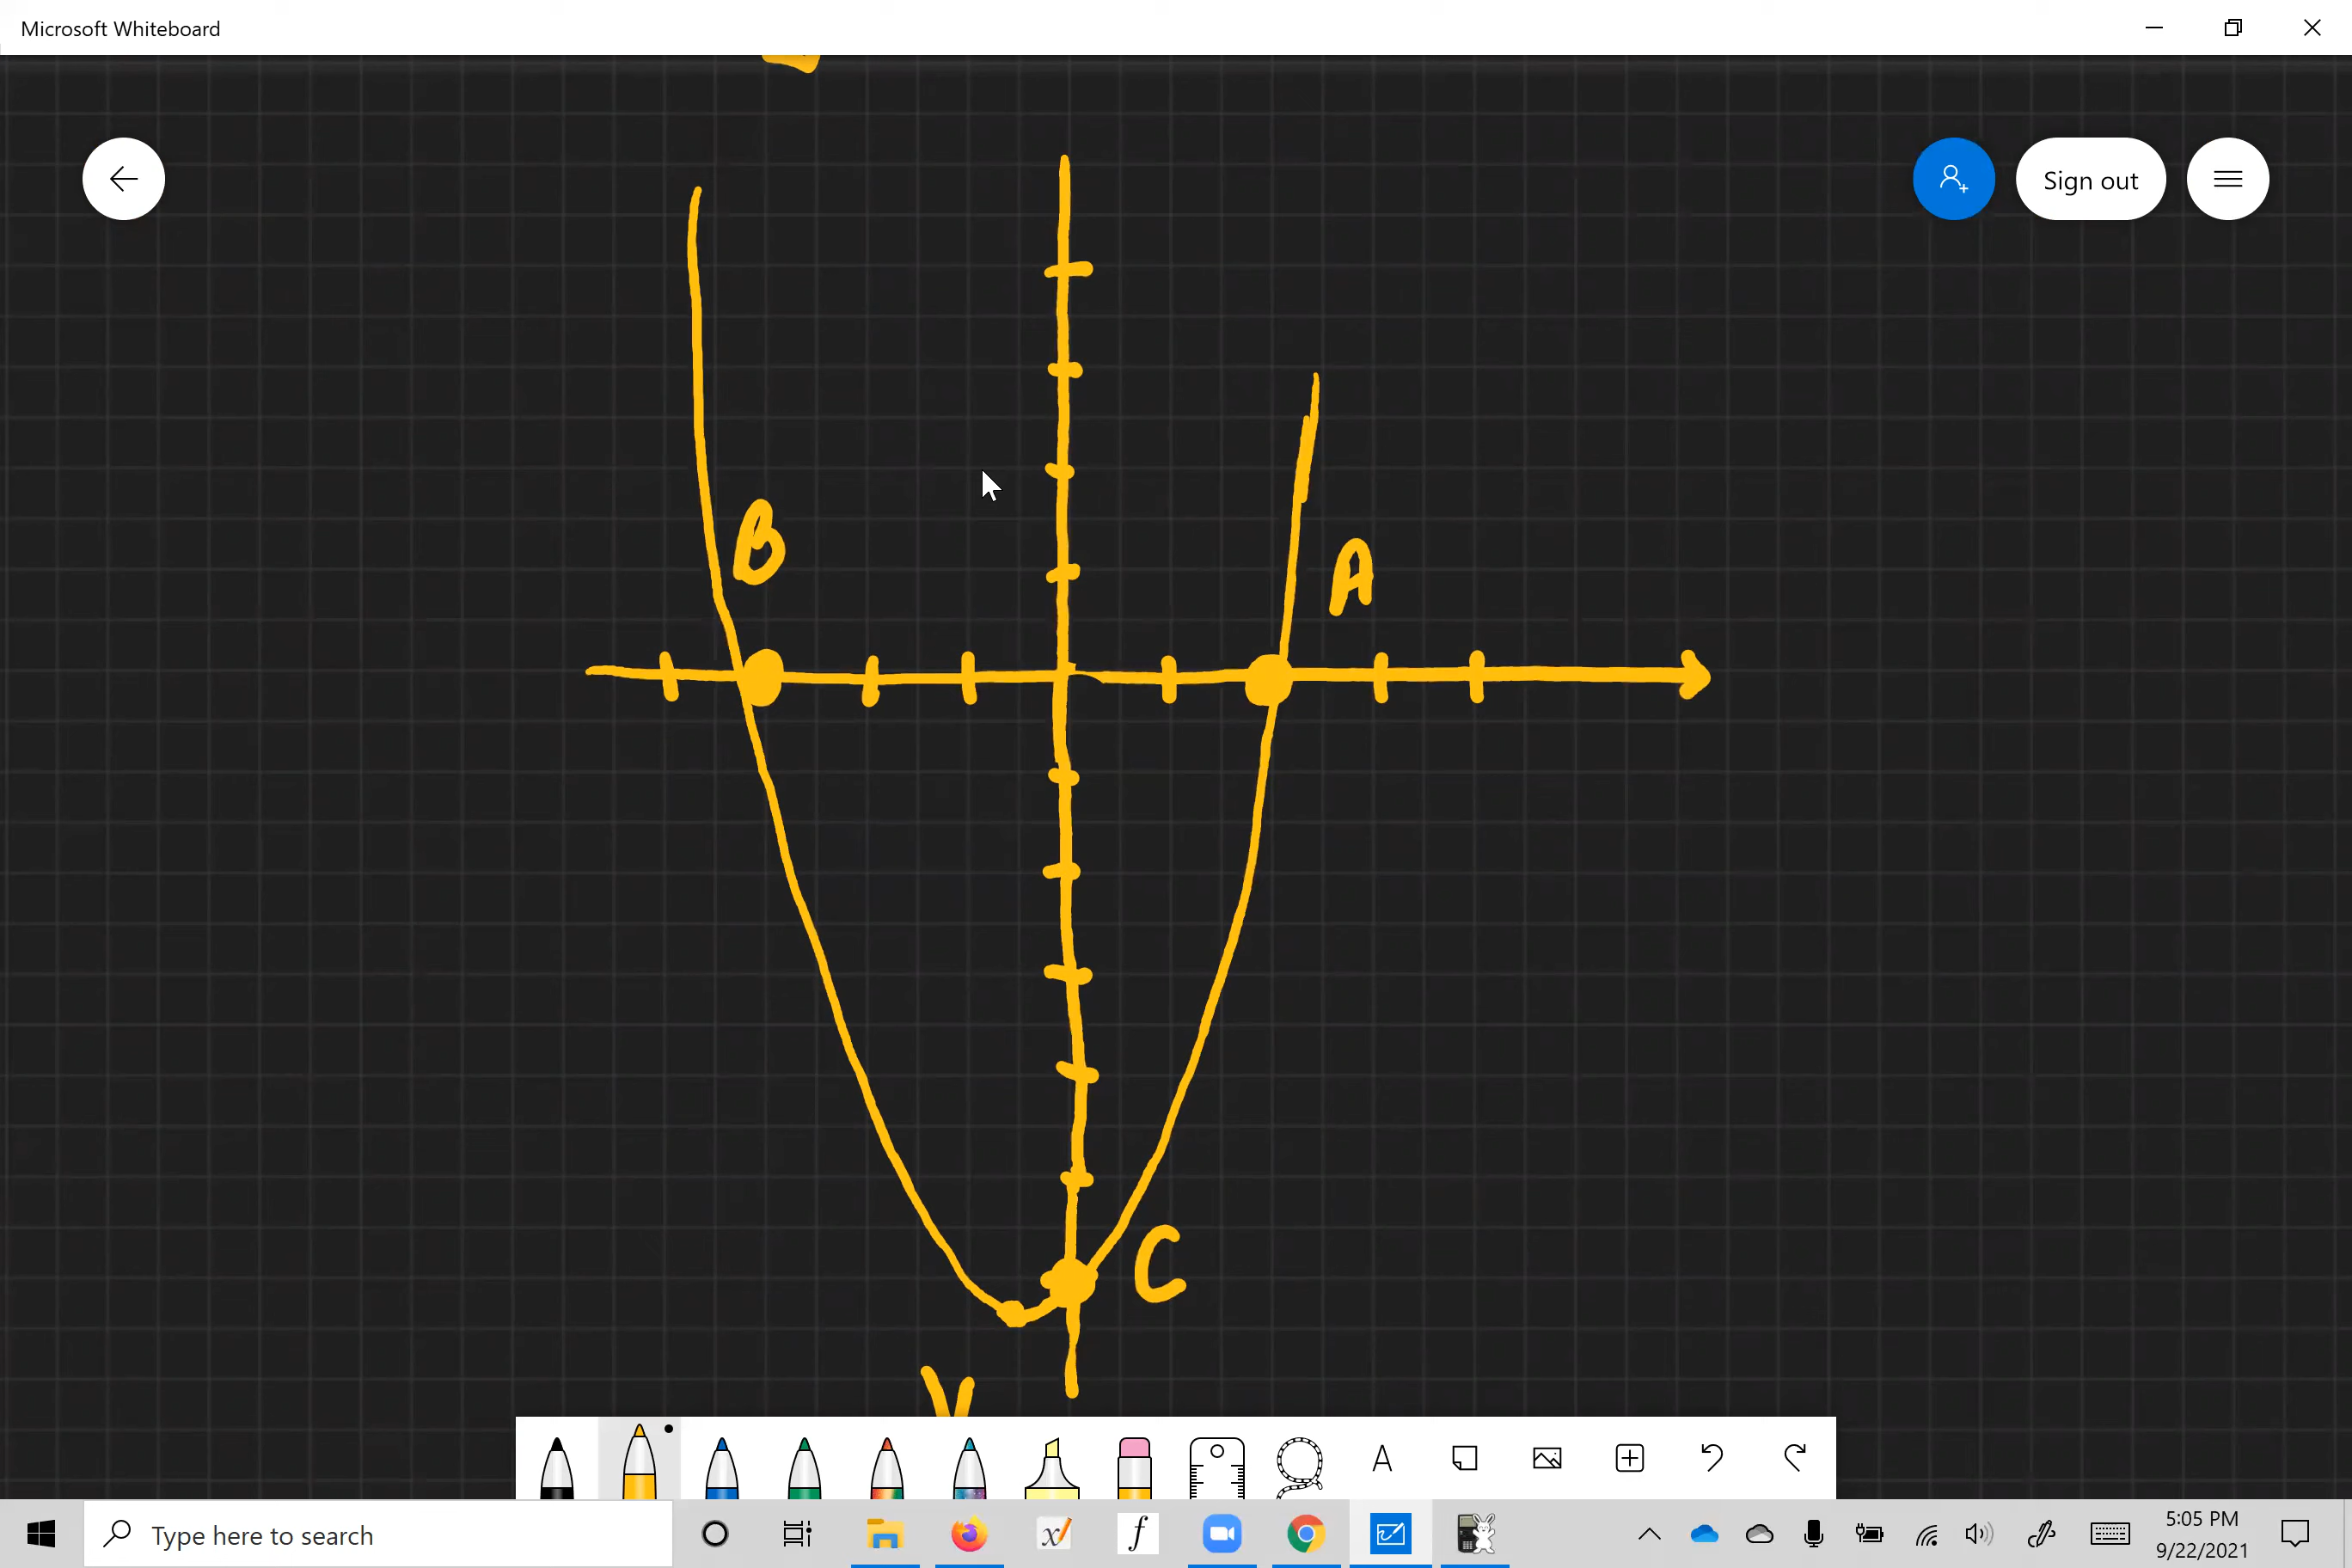 Microsoft Whiteboard
Sign out
B
A
C
V
Type here to search
5:05 PM
9/22/2021